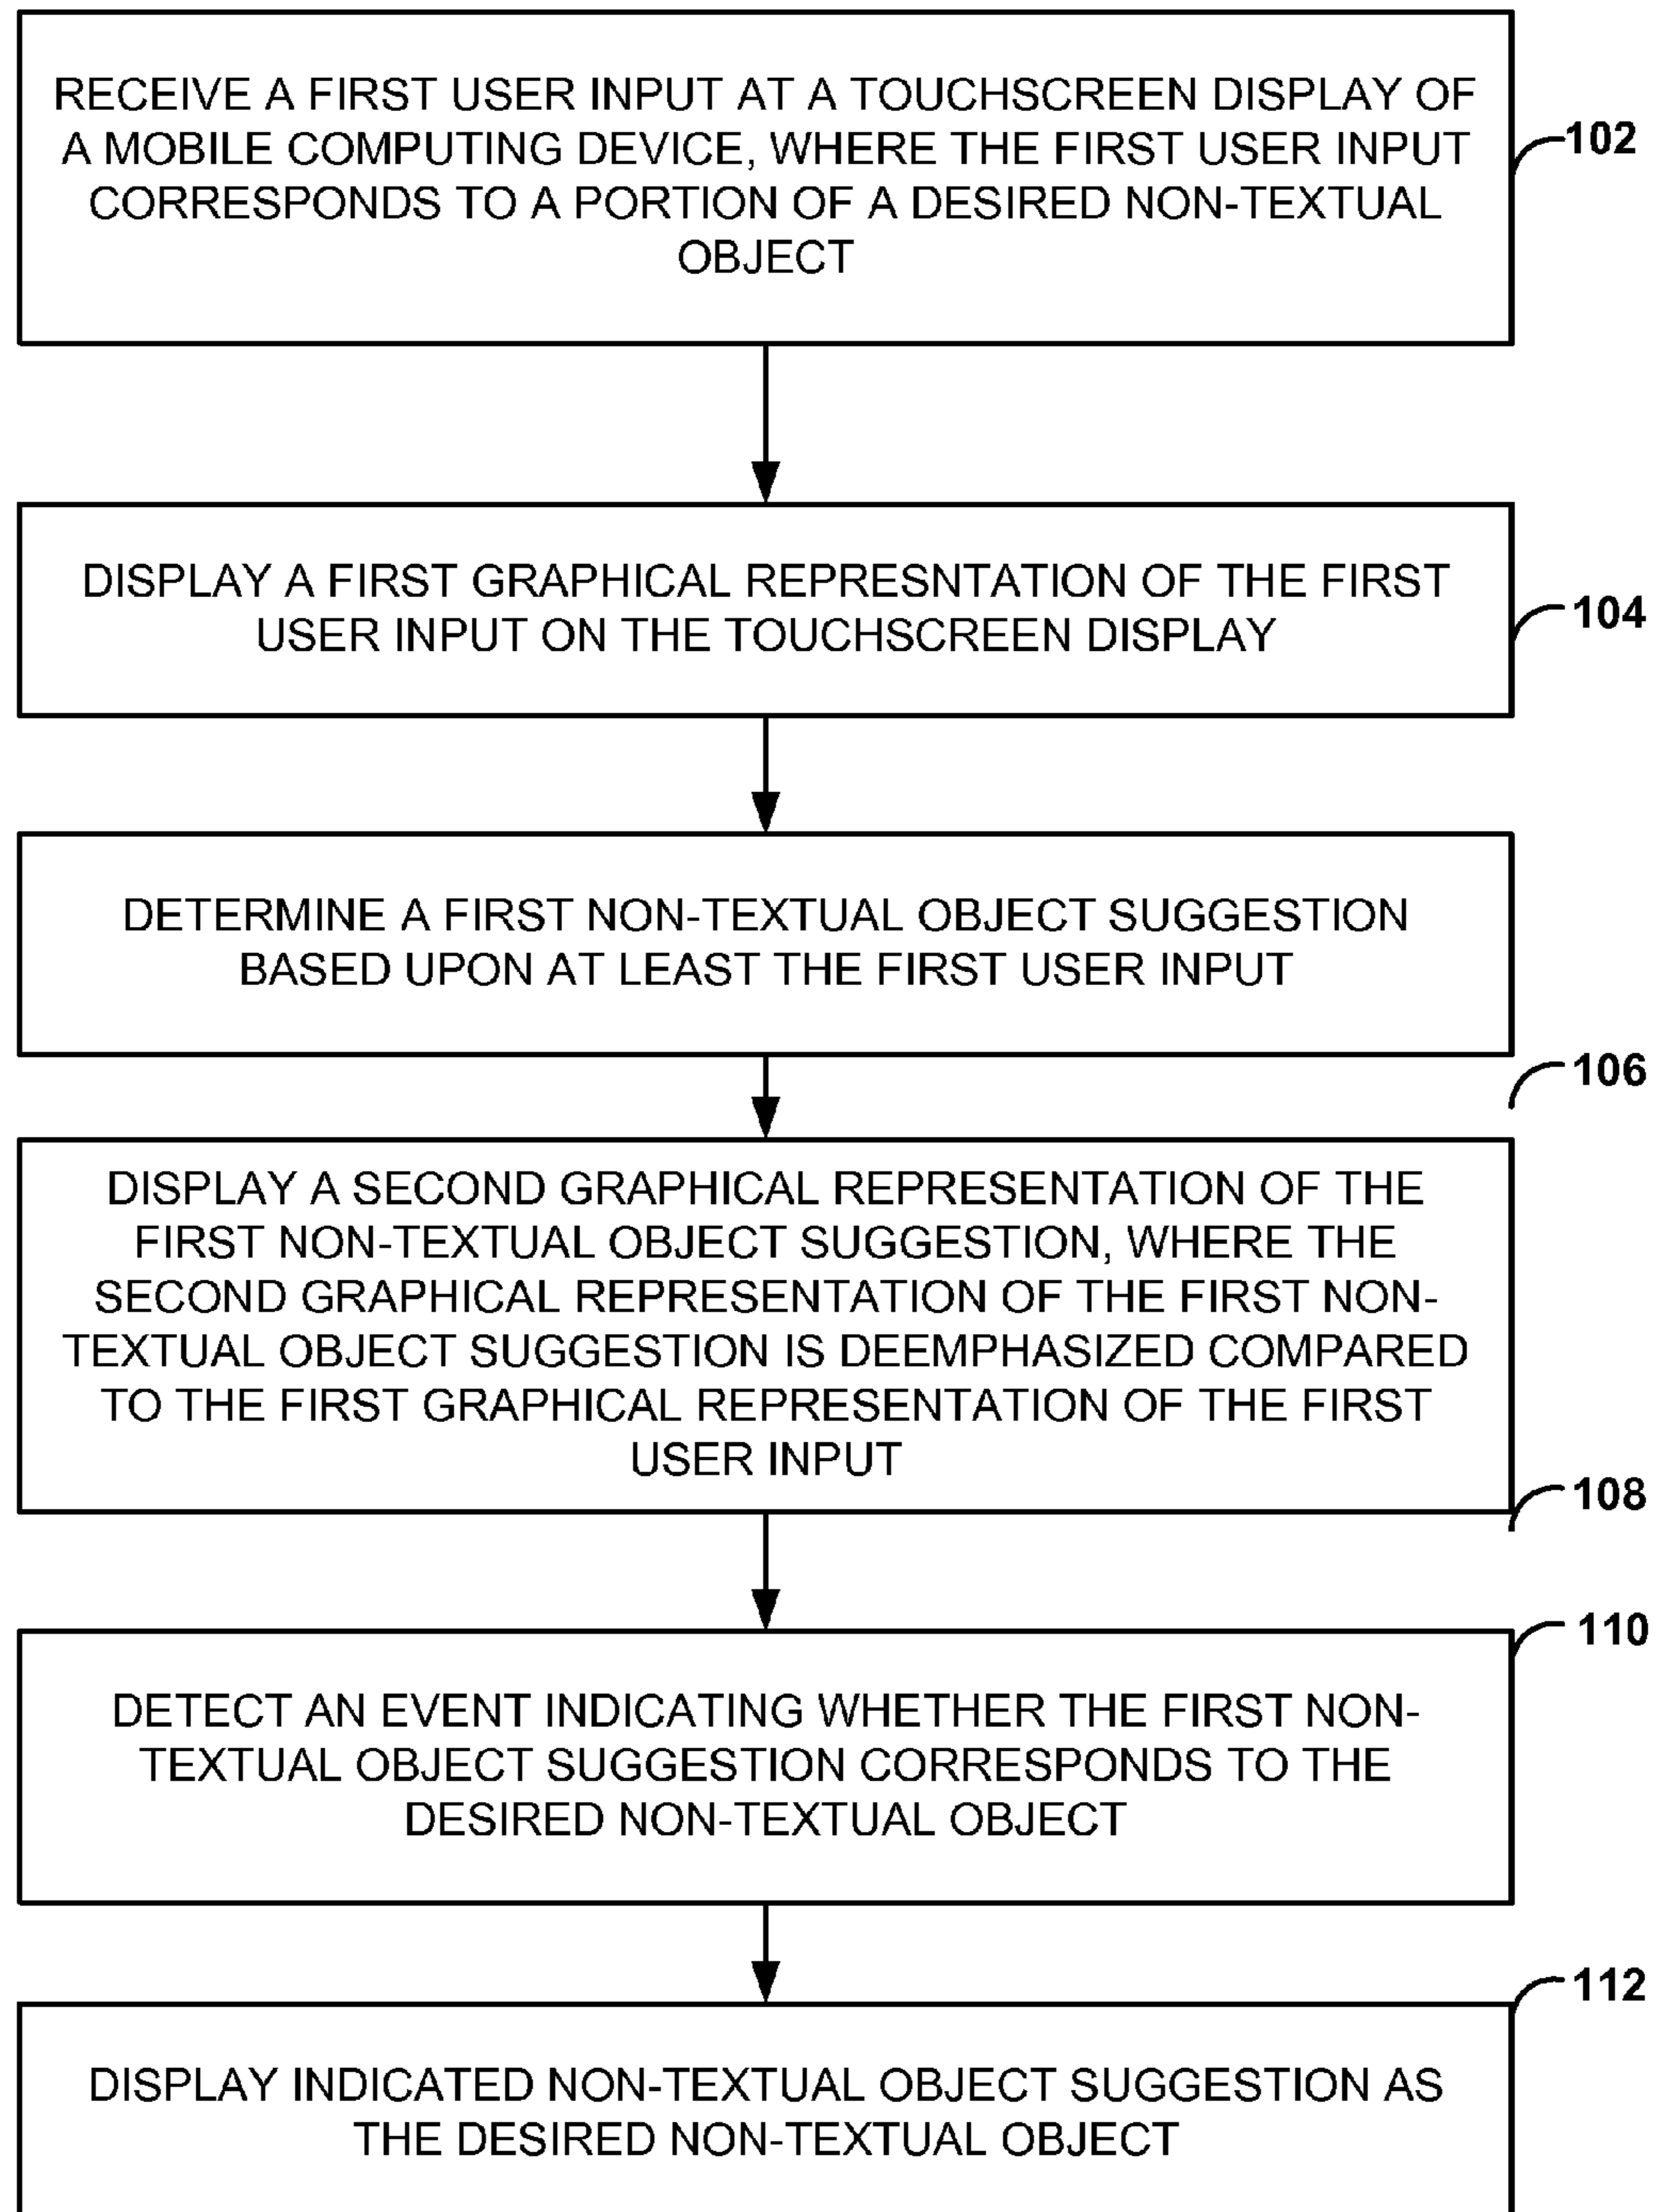 RECEIVE A FIRST USER INPUT AT A TOUCHSCREEN DISPLAY OF
A MOBILE COMPUTING DEVICE, WHERE THE FIRST USER INPUT
CORRESPONDS TO A PORTION OF A DESIRED NON-TEXTUAL
OBJECT
102
DISPLAY A FIRST GRAPHICAL REPRESNTATION OF THE FIRST
USER INPUT ON THE TOUCHSCREEN DISPLAY
104
DETERMINE A FIRST NON-TEXTUAL OBJECT SUGGESTION
BASED UPON AT LEAST THE FIRST USER INPUT
106
DISPLAY A SECOND GRAPHICAL REPRESENTATION OF THE
FIRST NON-TEXTUAL OBJECT SUGGESTION, WHERE THE
SECOND GRAPHICAL REPRESENTATION OF THE FIRST NON-
TEXTUAL OBJECT SUGGESTION IS DEEMPHASIZED COMPARED
TO THE FIRST GRAPHICAL REPRESENTATION OF THE FIRST
USER INPUT
108
110
DETECT AN EVENT INDICATING WHETHER THE FIRST NON-
TEXTUAL OBJECT SUGGESTION CORRESPONDS TO THE
DESIRED NON-TEXTUAL OBJECT
112
DISPLAY INDICATED NON-TEXTUAL OBJECT SUGGESTION AS
THE DESIRED NON-TEXTUAL OBJECT